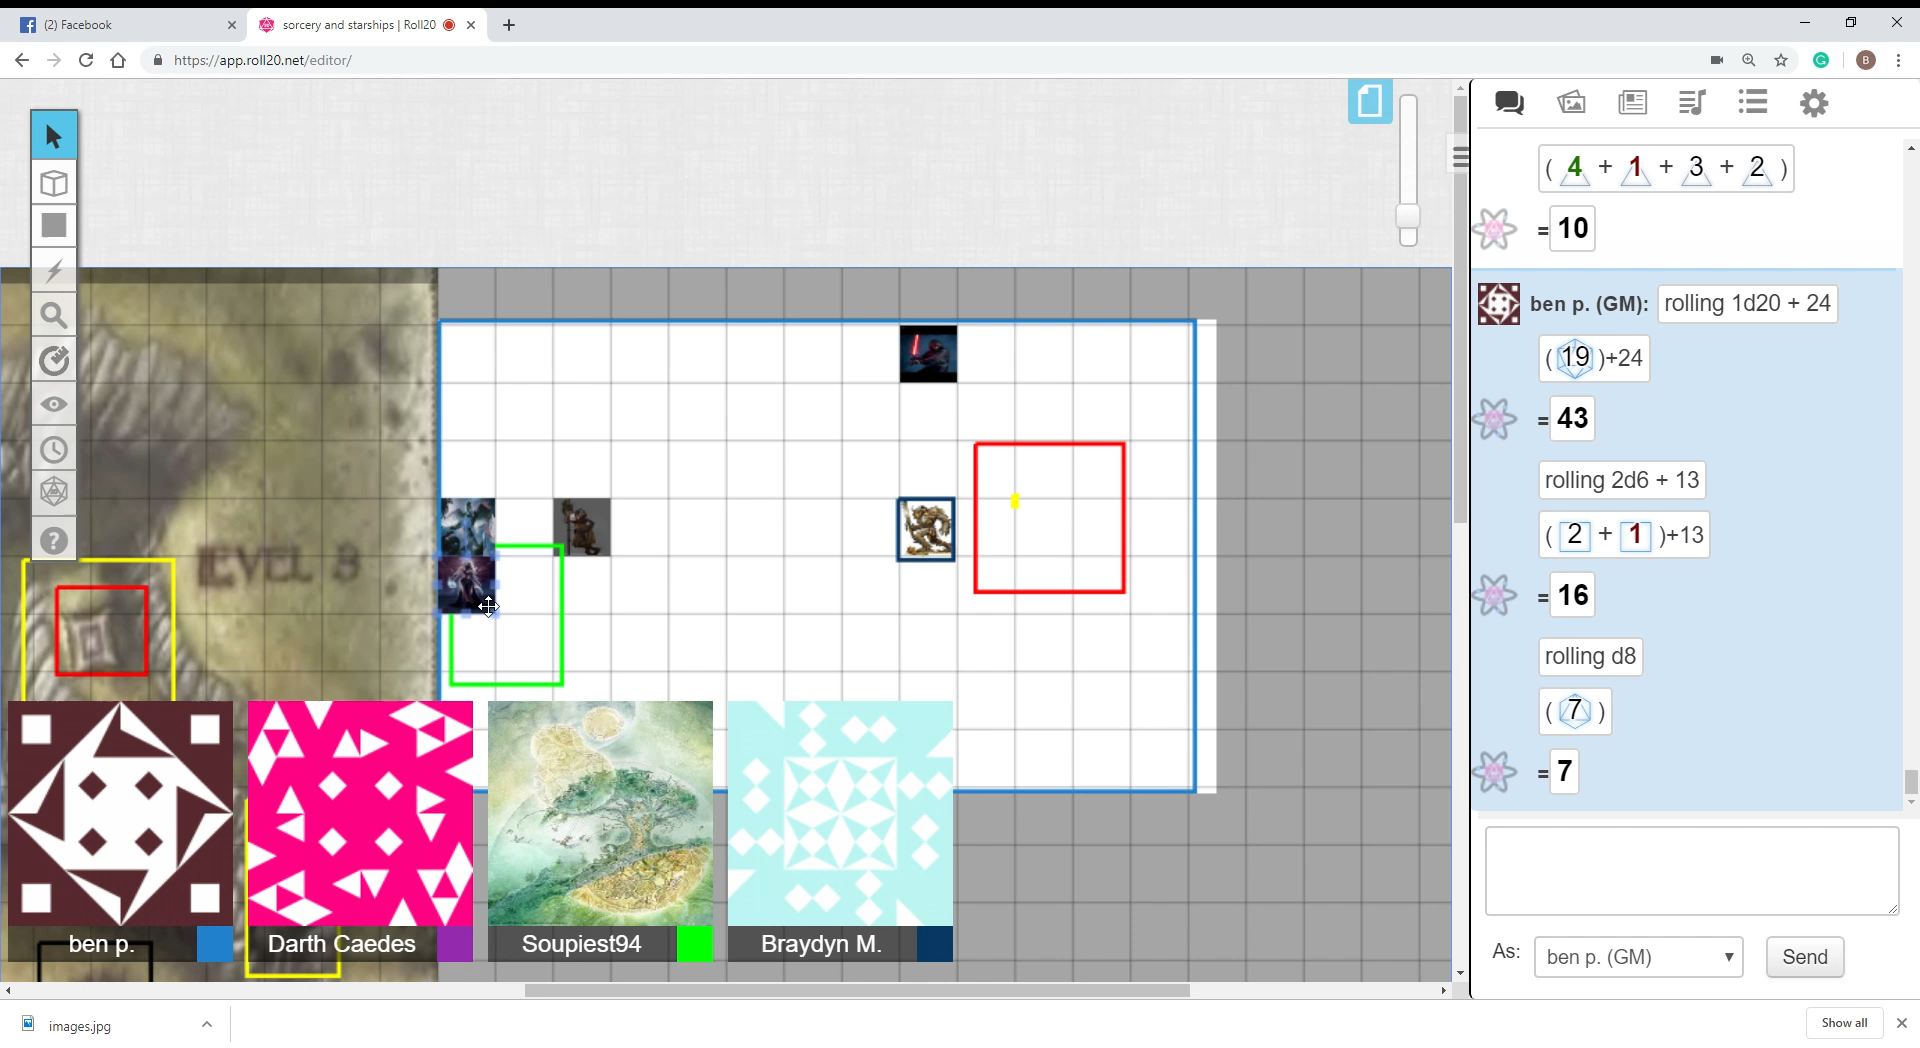 (2) Facebook
sorcery and starships | Roll20
https://app.roll20.net/editor/
B
( 4 + 1 + 3 + 2 )
= 10
ben p. (GM): rolling 1d20 + 24
( 19 )+24
= 43
rolling 2d6 + 13
( 2 + 1 )+13
= 16
rolling d8
( 7 )
= 7
LEVEL 8
ben p.
Darth Caedes
Soupiest94
Braydyn M.
As: ben p. (GM)
Send
images.jpg
Show all